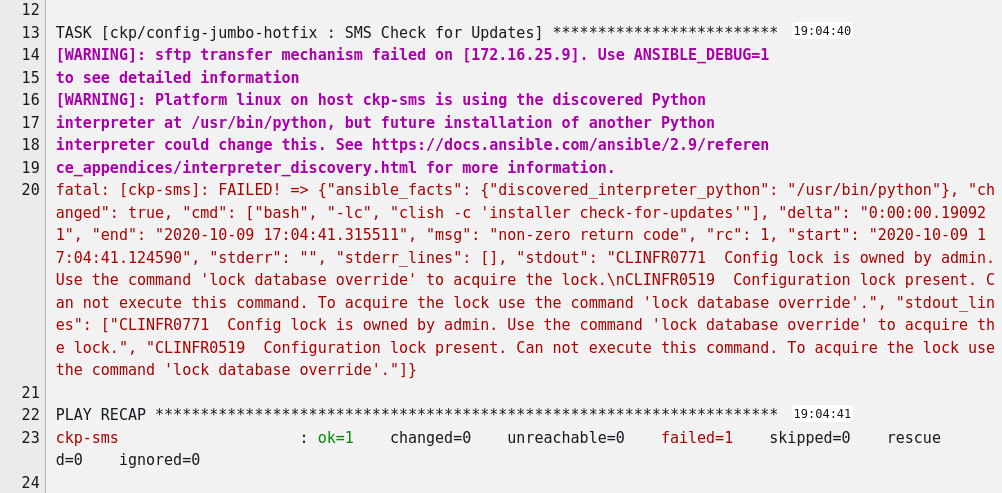 12
13 TASK [ckp/config-jumbo-hotfix : SMS Check for Updates] ************************* 19:04:40
14 [WARNING]: sftp transfer mechanism failed on [172.16.25.9]. Use ANSIBLE_DEBUG=1
15 to see detailed information
16 [WARNING]: Platform linux on host ckp-sms is using the discovered Python
17 interpreter at /usr/bin/python, but future installation of another Python
18 interpreter could change this. See https://docs.ansible.com/ansible/2.9/referen
19 ce_appendices/interpreter_discovery.html for more information.
20 fatal: [ckp-sms]: FAILED! => {"ansible_facts": {"discovered_interpreter_python": "/usr/bin/python"}, "ch
anged": true, "cmd": ["bash", "-lc", "clish -c 'installer check-for-updates'"], "delta": "0:00:00.19092
1", "end": "2020-10-09 17:04:41.315511", "msg": "non-zero return code", "rc": 1, "start": "2020-10-09 1
7:04:41.124590", "stderr": "", "stderr_lines": [], "stdout": "CLINFR0771  Config lock is owned by admin.
Use the command 'lock database override' to acquire the lock.\nCLINFR0519  Configuration lock present. C
an not execute this command. To acquire the lock use the command 'lock database override'.", "stdout_lin
es": ["CLINFR0771  Config lock is owned by admin. Use the command 'lock database override' to acquire th
e lock.", "CLINFR0519  Configuration lock present. Can not execute this command. To acquire the lock use
the command 'lock database override'."]}
21
22 PLAY RECAP ********************************************************************* 19:04:41
23 ckp-sms                    : ok=1    changed=0    unreachable=0    failed=1    skipped=0    rescue
d=0    ignored=0
24